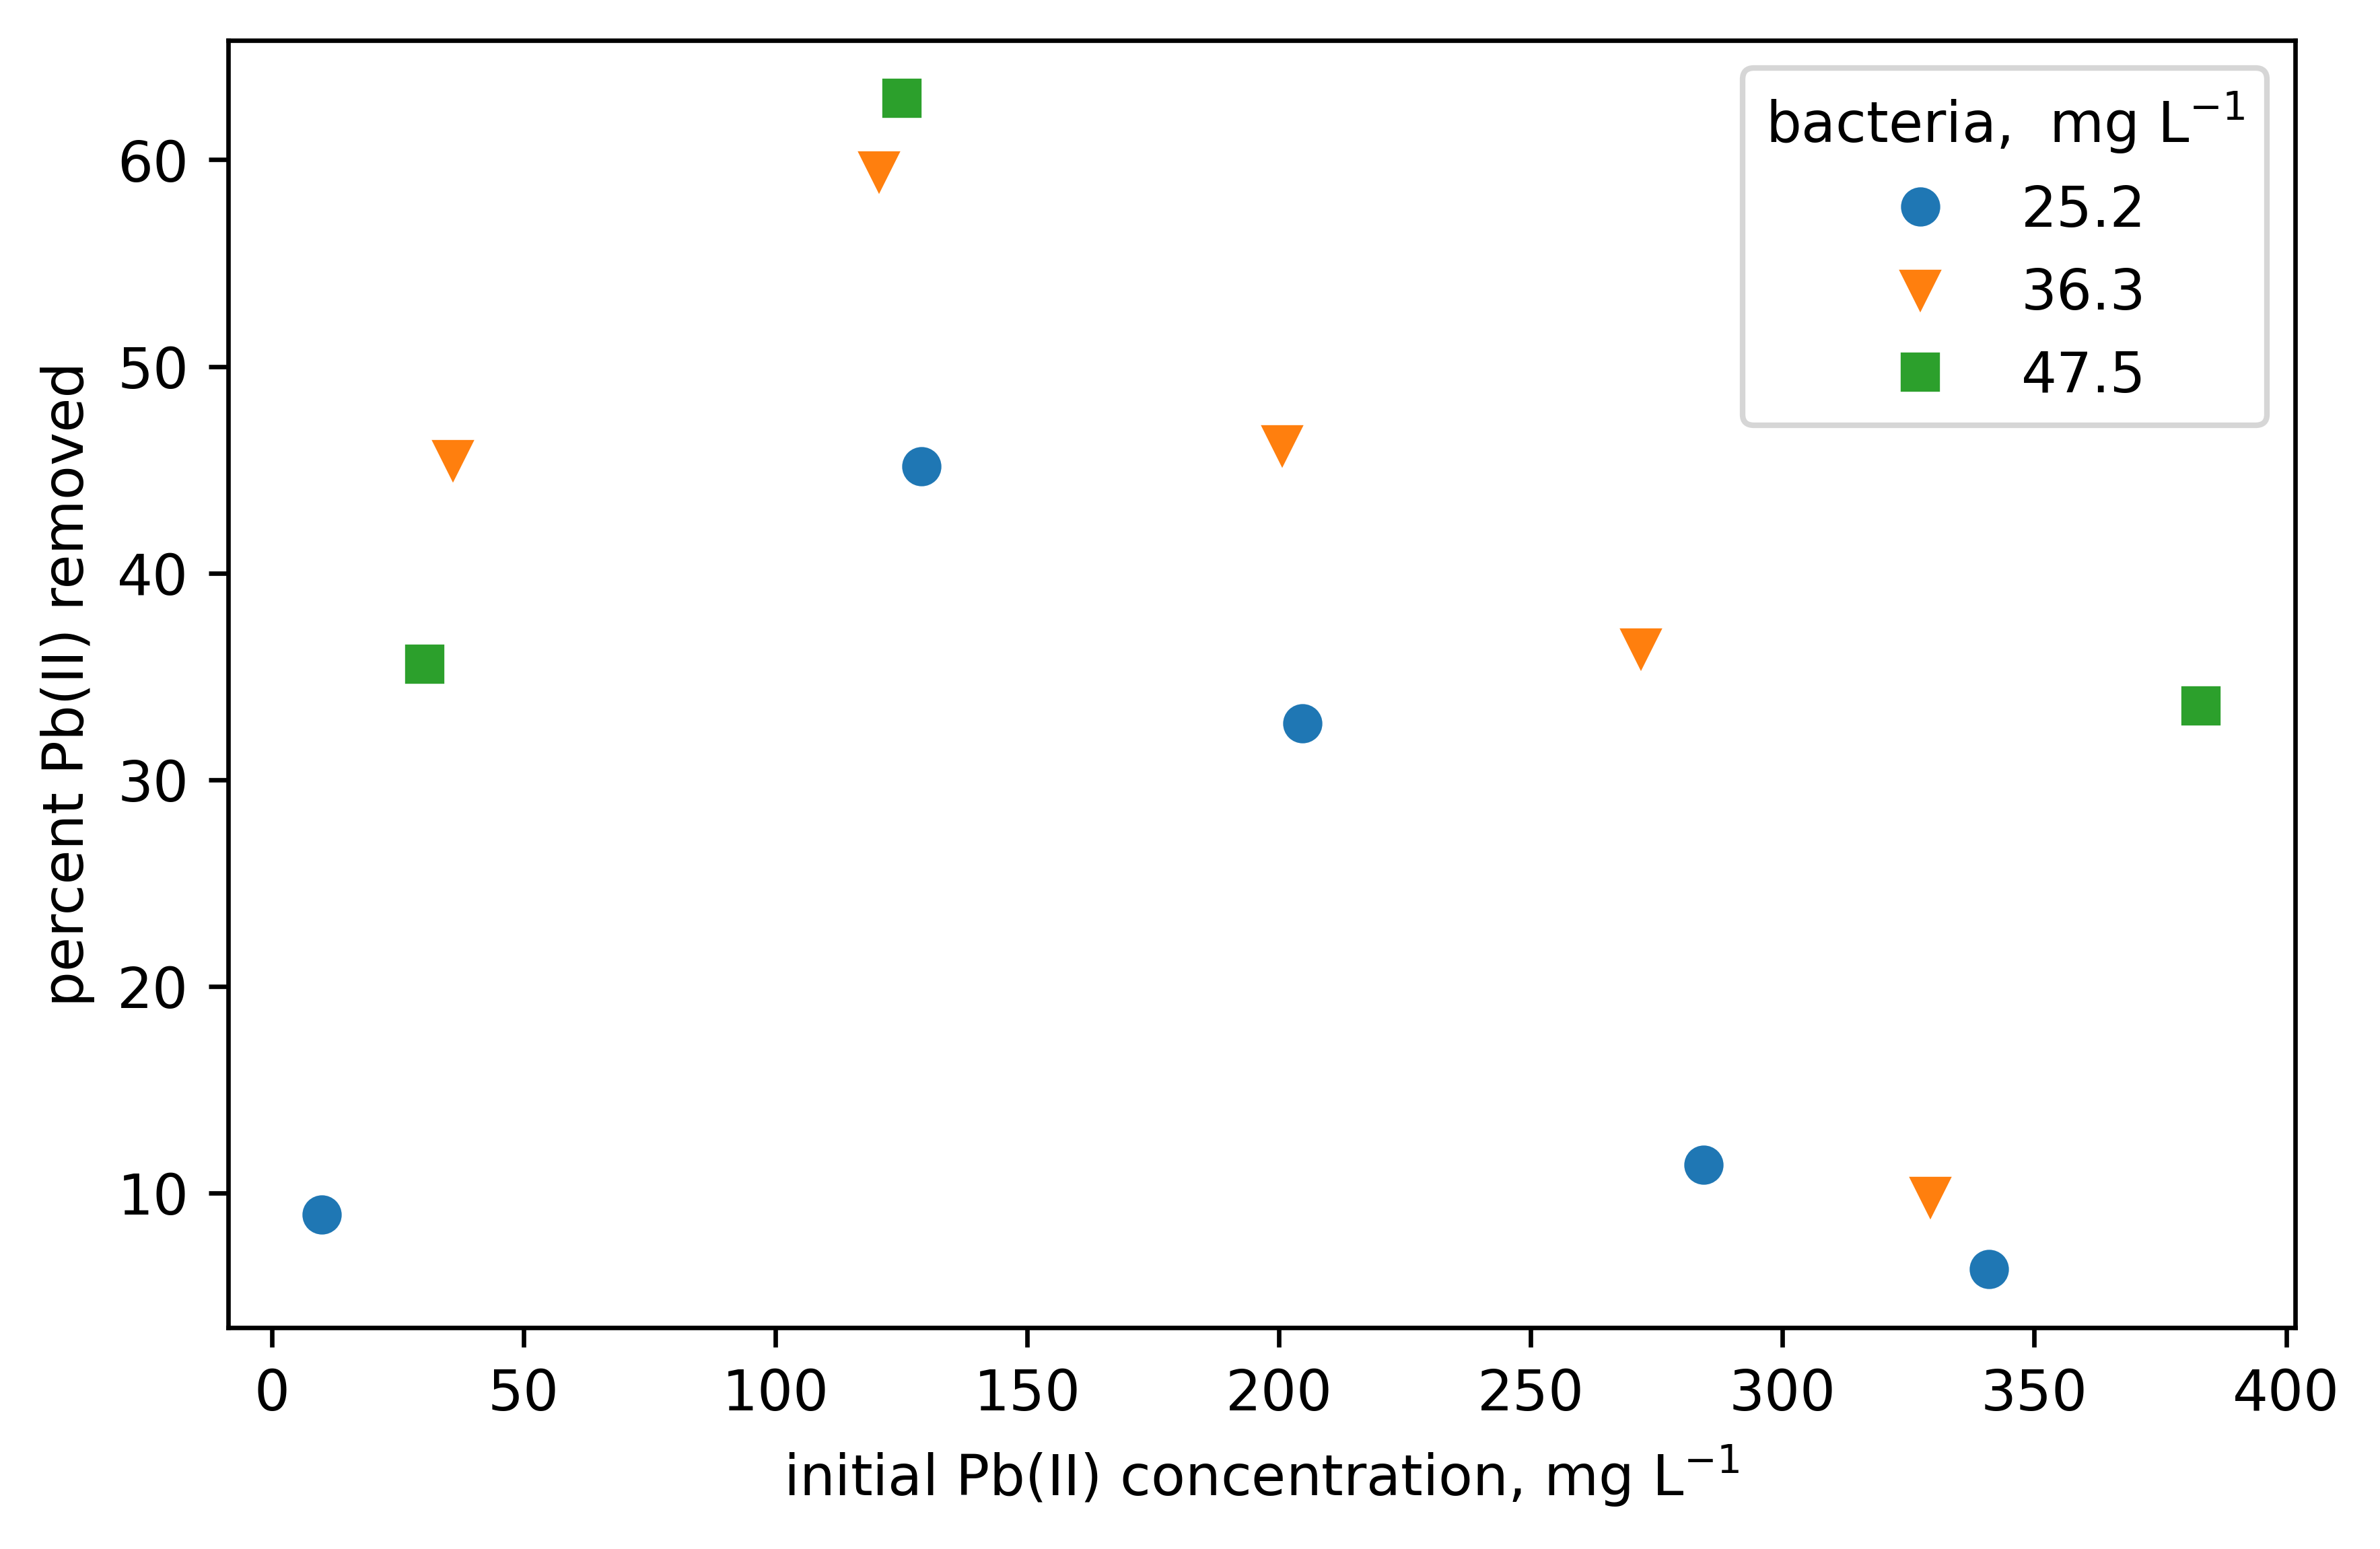 bacteria,  mg L⁻¹
25.2
36.3
47.5
percent Pb(II) removed
60
50
40
30
20
10
0 50 100 150 200 250 300 350 400
initial Pb(II) concentration, mg L⁻¹